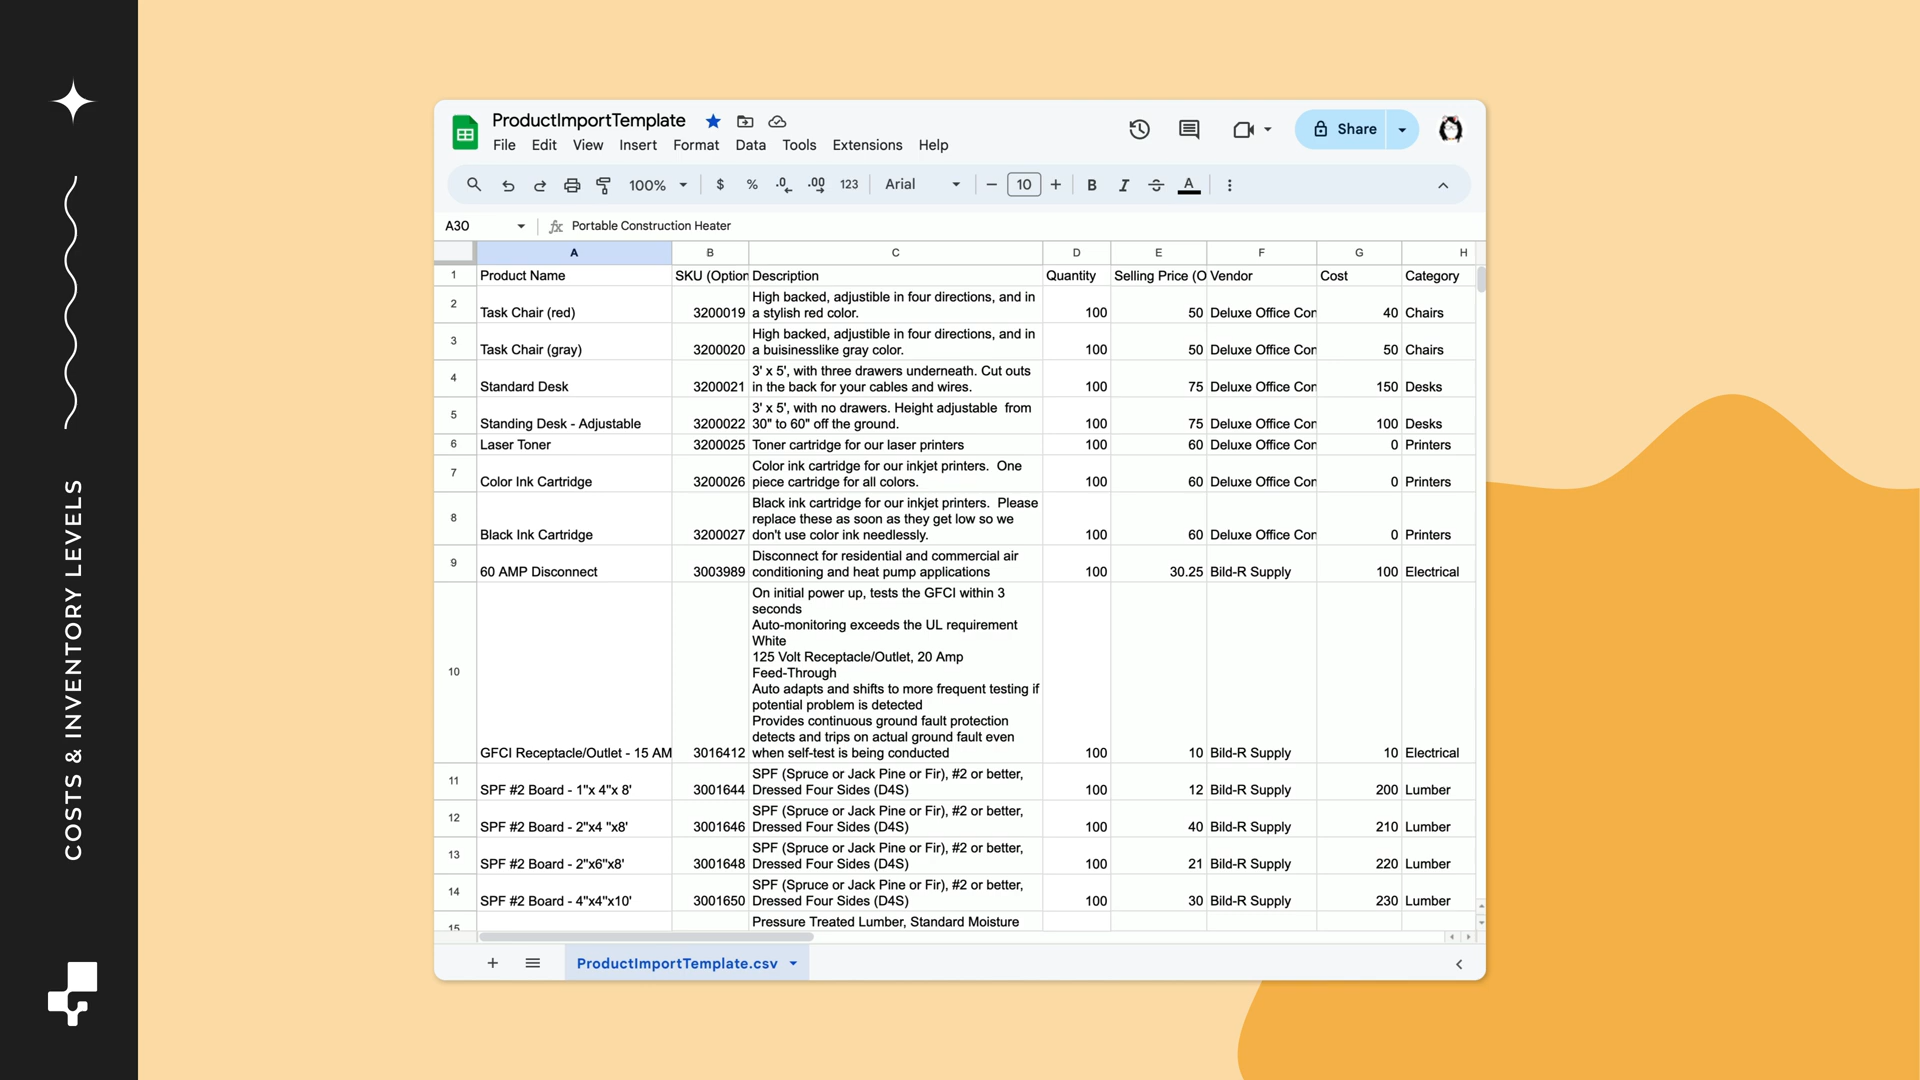 COSTS & INVENTORY LEVELS
ProductImportTemplate
File Edit View Insert Format Data Tools Extensions Help
Share
100% $ % .0 .00 123 Arial 10 B I S A
A30 fx Portable Construction Heater
A B C D E F G H
1 Product Name SKU (Option Description Quantity Selling Price (O Vendor Cost Category
High backed, adjustible in four directions, and in
2 Task Chair (red) 3200019 a stylish red color. 100 50 Deluxe Office Con 40 Chairs
High backed, adjustible in four directions, and in
3 Task Chair (gray) 3200020 a buisinesslike gray color. 100 50 Deluxe Office Con 50 Chairs
3' x 5', with three drawers underneath. Cut outs
4 Standard Desk 3200021 in the back for your cables and wires. 100 75 Deluxe Office Con 150 Desks
3' x 5', with no drawers. Height adjustable  from
5 Standing Desk - Adjustable 3200022 30" to 60" off the ground. 100 75 Deluxe Office Con 100 Desks
6 Laser Toner 3200025 Toner cartridge for our laser printers 100 60 Deluxe Office Con 0 Printers
Color ink cartridge for our inkjet printers.  One
7 Color Ink Cartridge 3200026 piece cartridge for all colors. 100 60 Deluxe Office Con 0 Printers
Black ink cartridge for our inkjet printers.  Please
replace these as soon as they get low so we
8 Black Ink Cartridge 3200027 don't use color ink needlessly. 100 60 Deluxe Office Con 0 Printers
Disconnect for residential and commercial air
9 60 AMP Disconnect 3003989 conditioning and heat pump applications 100 30.25 Bild-R Supply 100 Electrical
On initial power up, tests the GFCI within 3
seconds
Auto-monitoring exceeds the UL requirement
White
125 Volt Receptacle/Outlet, 20 Amp
Feed-Through
Auto adapts and shifts to more frequent testing if
potential problem is detected
Provides continuous ground fault protection
detects and trips on actual ground fault even
10 GFCI Receptacle/Outlet - 15 AM 3016412 when self-test is being conducted 100 10 Bild-R Supply 10 Electrical
SPF (Spruce or Jack Pine or Fir), #2 or better,
11 SPF #2 Board - 1"x 4"x 8' 3001644 Dressed Four Sides (D4S) 100 12 Bild-R Supply 200 Lumber
SPF (Spruce or Jack Pine or Fir), #2 or better,
12 SPF #2 Board - 2"x4 "x8' 3001646 Dressed Four Sides (D4S) 100 40 Bild-R Supply 210 Lumber
SPF (Spruce or Jack Pine or Fir), #2 or better,
13 SPF #2 Board - 2"x6"x8' 3001648 Dressed Four Sides (D4S) 100 21 Bild-R Supply 220 Lumber
SPF (Spruce or Jack Pine or Fir), #2 or better,
14 SPF #2 Board - 4"x4"x10' 3001650 Dressed Four Sides (D4S) 100 30 Bild-R Supply 230 Lumber
15 Pressure Treated Lumber, Standard Moisture
ProductImportTemplate.csv